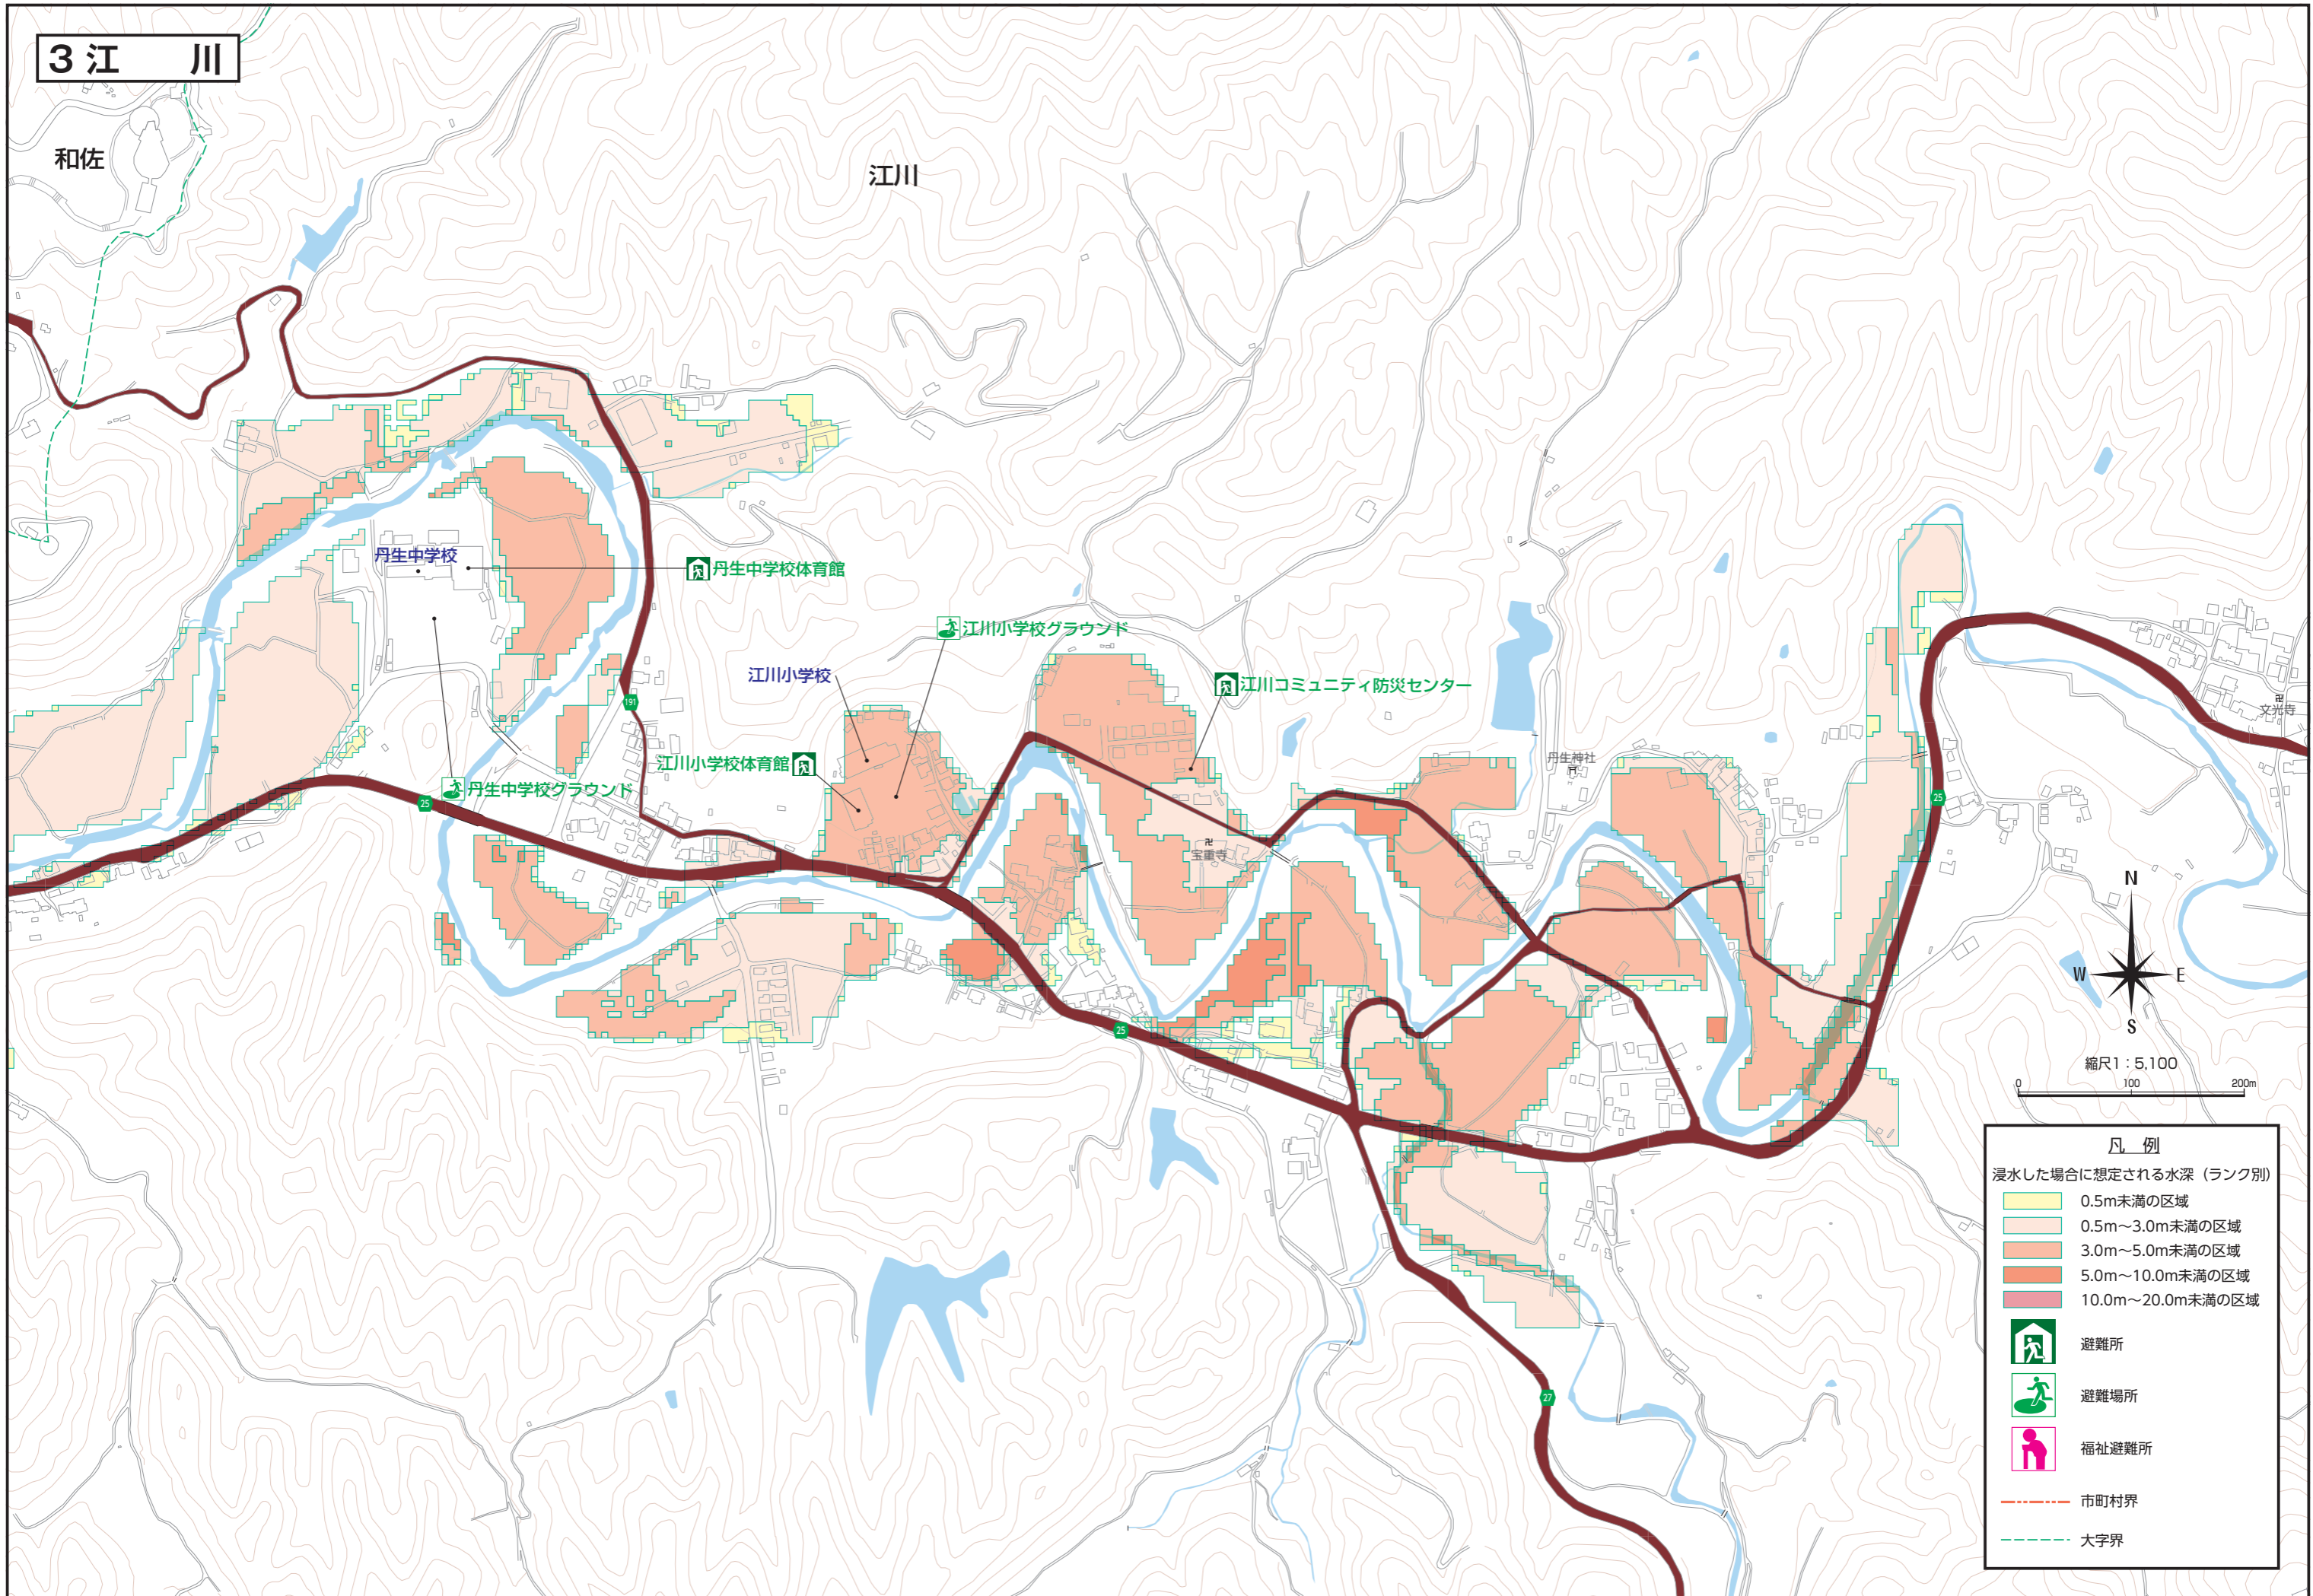 3 江 川
和佐
江川
丹生中学校
丹生中学校体育館
江川小学校グラウンド
江川小学校
江川コミュニティ防災センター
191
文光寺
丹生神社
江川小学校体育館
丹生中学校グラウンド
25
25
宝重寺
25
27
N
W
E
S
縮尺1:5,100
0 100 200m
凡 例
浸水した場合に想定される水深(ランク別)
0.5m未満の区域
0.5m~3.0m未満の区域
3.0m~5.0m未満の区域
5.0m~10.0m未満の区域
10.0m~20.0m未満の区域
避難所
避難場所
福祉避難所
市町村界
大字界